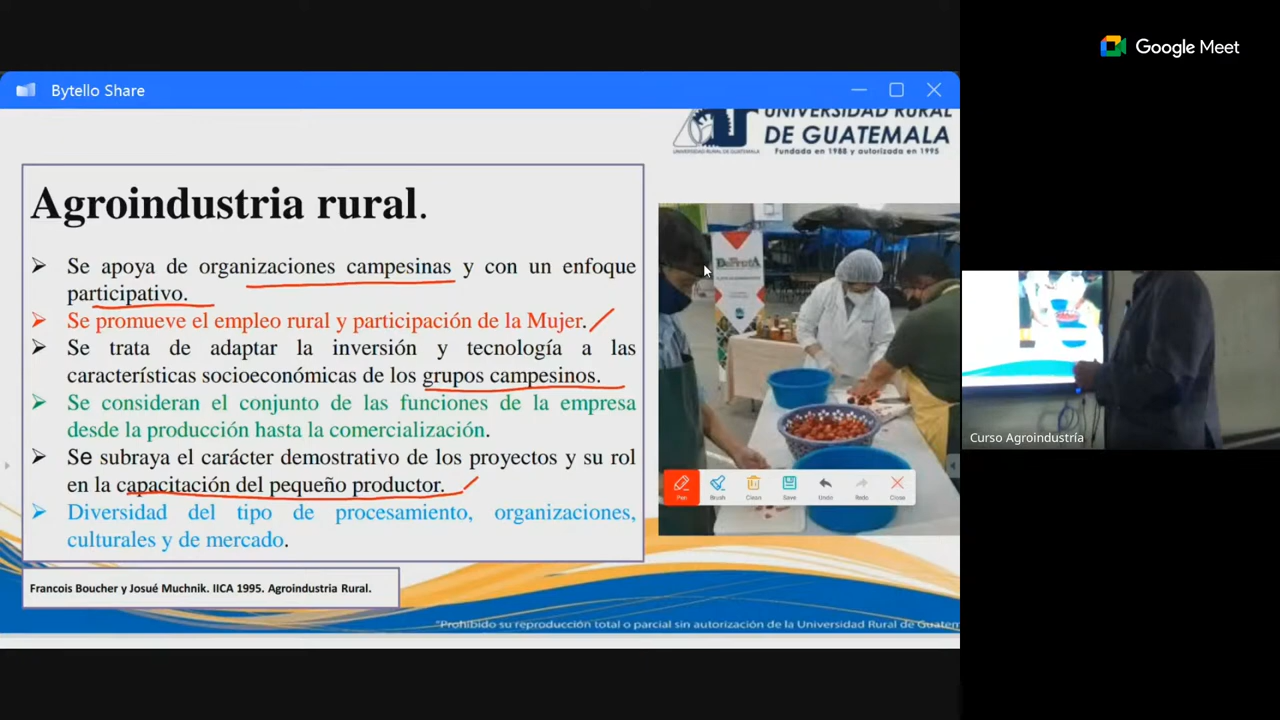 Google Meet
Bytello Share
UNIVERSIDAD RURAL
DE GUATEMALA
Fundada en 1988 y autorizada en 1995
Agroindustria rural.
➢ Se apoya de organizaciones campesinas y con un enfoque
participativo.
➢ Se promueve el empleo rural y participación de la Mujer.
➢ Se trata de adaptar la inversión y tecnología a las
características socioeconómicas de los grupos campesinos.
➢ Se consideran el conjunto de las funciones de la empresa
desde la producción hasta la comercialización.
➢ Se subraya el carácter demostrativo de los proyectos y su rol
en la capacitación del pequeño productor.
➢ Diversidad del tipo de procesamiento, organizaciones,
culturales y de mercado.
Pen Brush Clean Save Undo Redo Close
Curso Agroindustría
Francois Boucher y Josué Muchnik. IICA 1995. Agroindustria Rural.
*Prohibido su reproducción total o parcial sin autorización de la Universidad Rural de Guatem